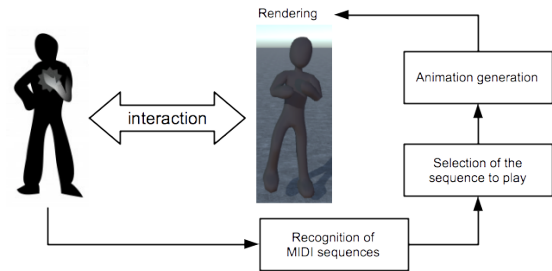 Rendering
Animation generation
interaction
Selection of the
sequence to play
Recognition of
MIDI sequences